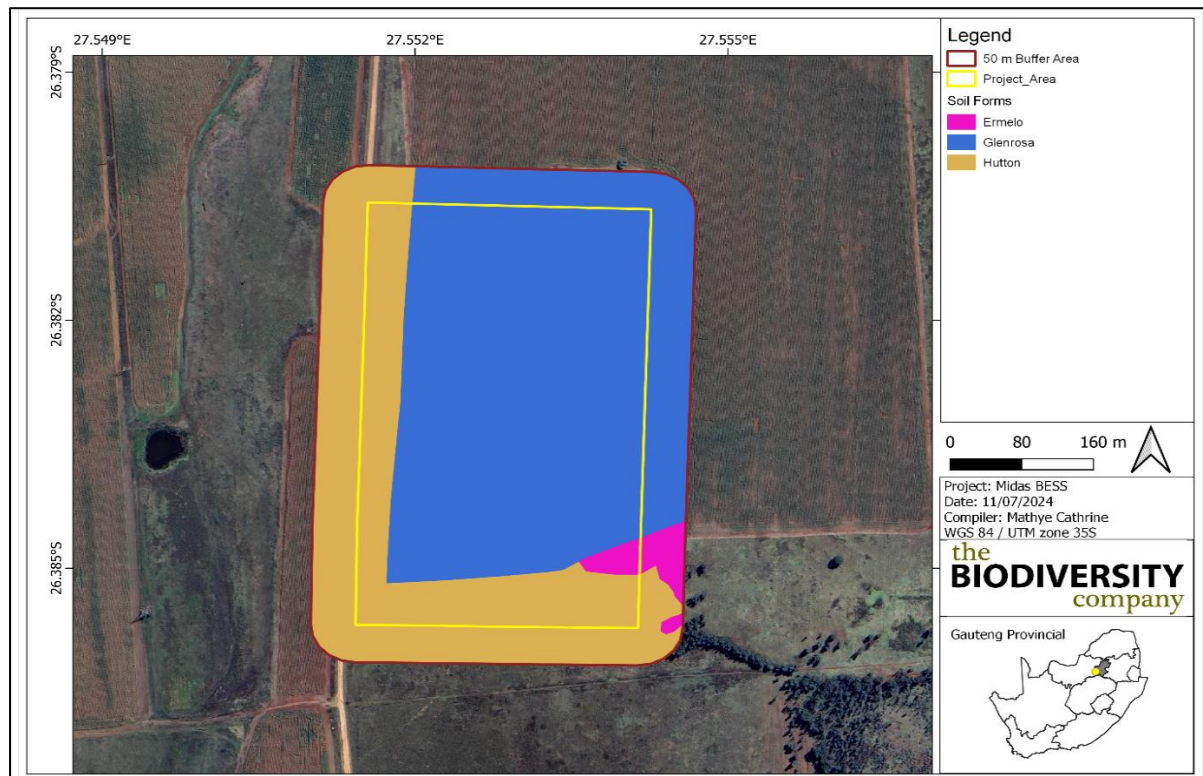 27.549°E
27.552°E
27.555°E
26.379°S
26.382°S
26.385°S
Legend
50 m Buffer Area
Project_Area
Soil Forms
Ermelo
Glenrosa
Hutton
0 80 160 m
Project: Midas BESS
Date: 11/07/2024
Compiler: Mathye Cathrine
WGS 84 / UTM zone 35S
the
BIODIVERSITY
company
Gauteng Provincial